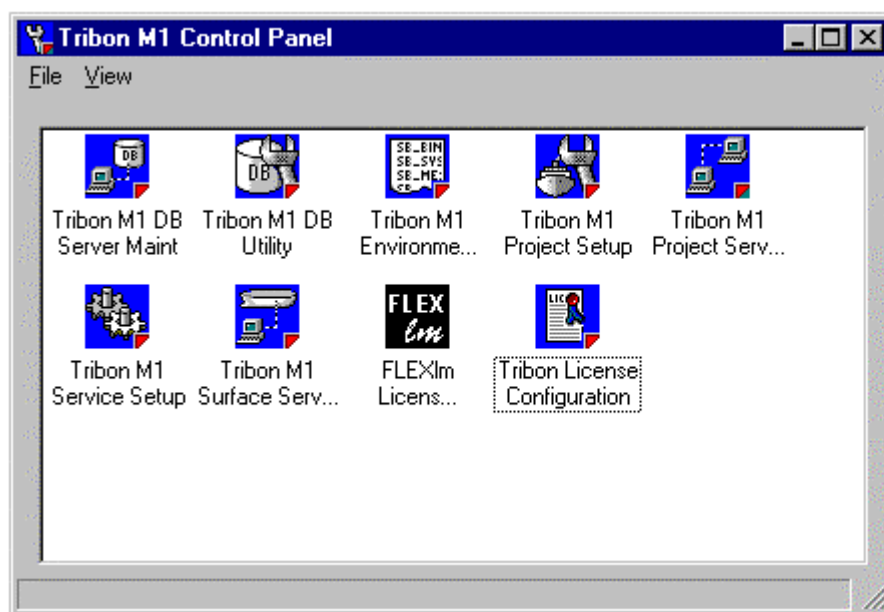 Tribon M1 Control Panel
File View
DB
DB
SB_BIN
SB_SYS
SB_ME
SB
Tribon M1 DB
Server Maint
Tribon M1 DB
Utility
Tribon M1
Environme...
Tribon M1
Project Setup
Tribon M1
Project Serv...
FLEX
lm
LIC
Tribon M1
Service Setup
Tribon M1
Surface Serv...
FLEXlm
Licens...
Tribon License
Configuration